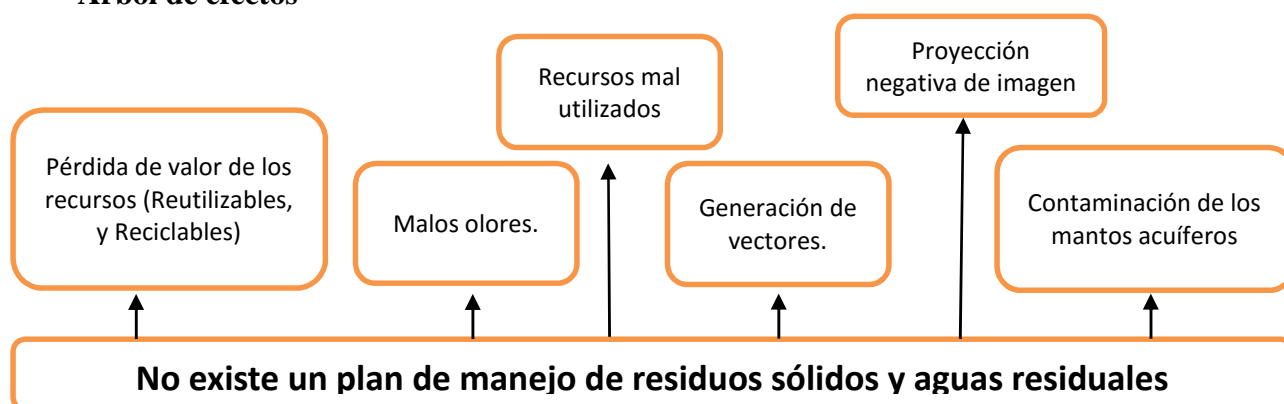 Árbol de efectos
Proyección
negativa de imagen
Recursos mal
utilizados
Pérdida de valor de los
recursos (Reutilizables,
y Reciclables)
Malos olores.
Generación de
vectores.
Contaminación de los
mantos acuíferos
No existe un plan de manejo de residuos sólidos y aguas residuales